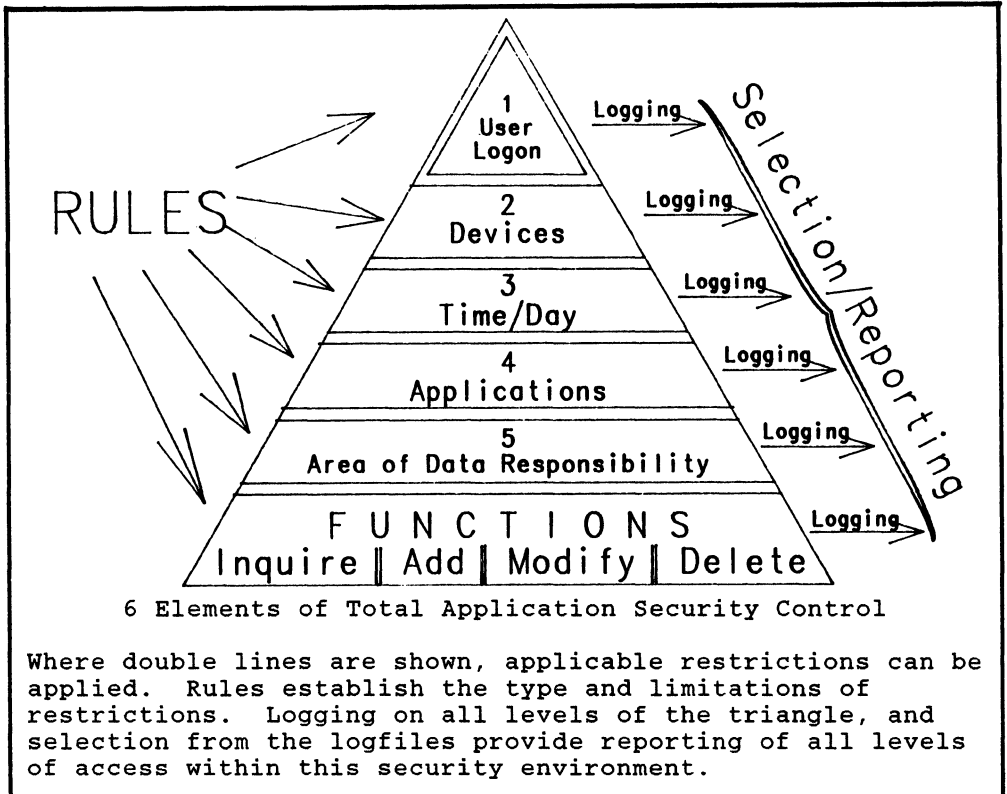 RULES
1
User
Logon
2
Devices
3
Time/Day
4
Applications
5
Area of Data Responsibility
FUNCTIONS
Inquire Add Modify Delete
Logging
Logging
Logging
Logging
Logging
Logging
Selection/Reporting
6 Elements of Total Application Security Control
Where double lines are shown, applicable restrictions can be
applied. Rules establish the type and limitations of
restrictions. Logging on all levels of the triangle, and
selection from the logfiles provide reporting of all levels
of access within this security environment.